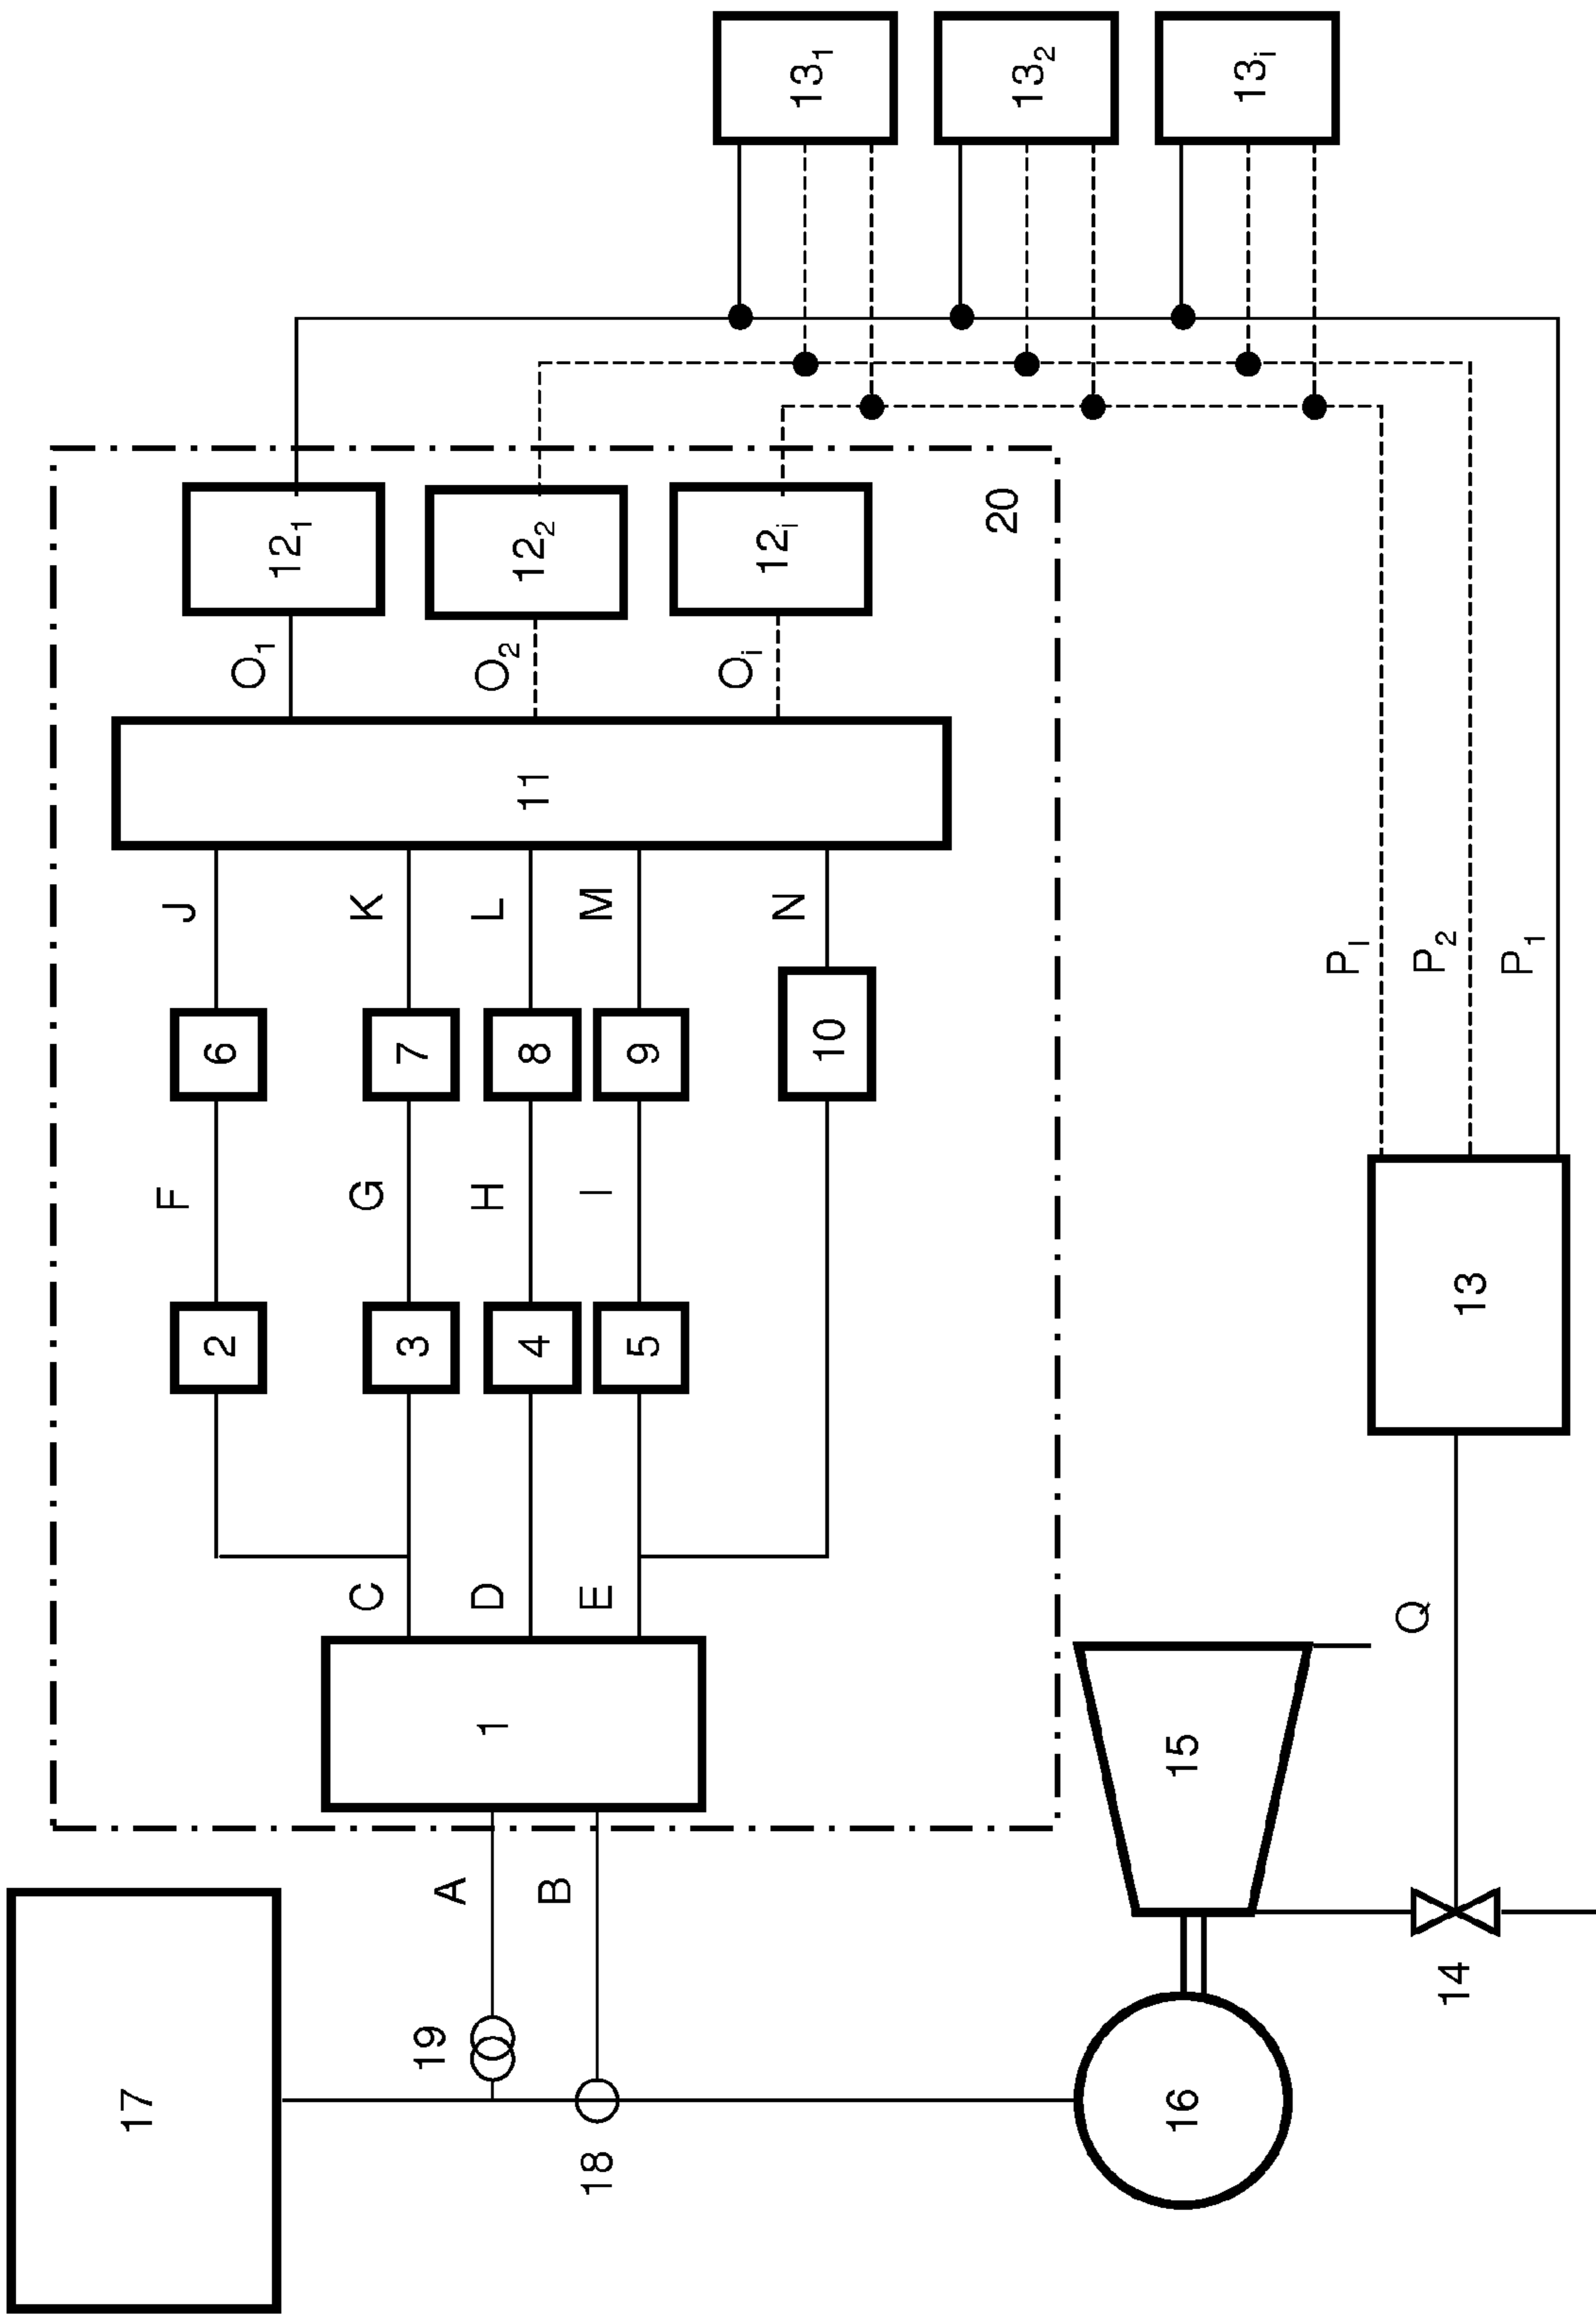 17
F
J
2
6
O₁
12₁
C
G
K
3
7
19
A
1
D
H
L
O₂
4
8
11
12₂
B
18
E
I
M
5
9
Oᵢ
12ᵢ
N
13₁
10
20
13₂
16
15
13ᵢ
P_I
Q
P₂
14
13
P₁